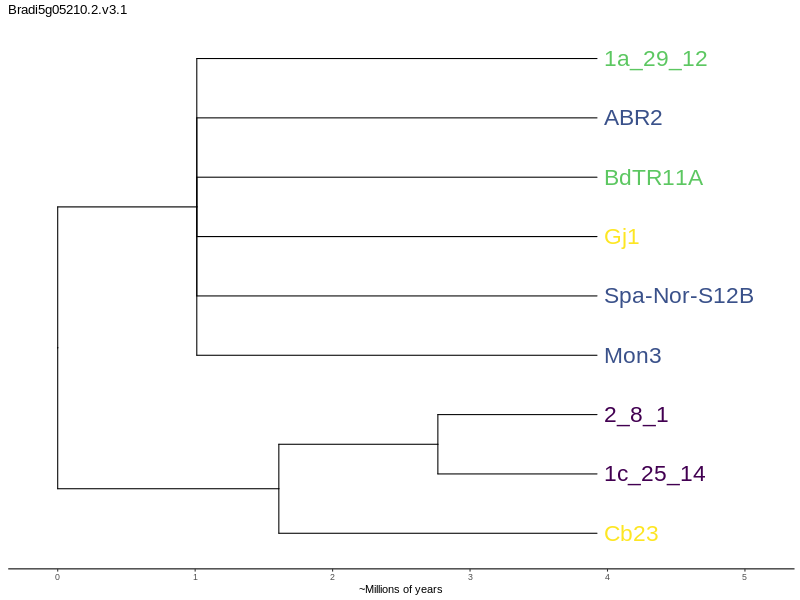 Bradi5g05210.2.v3.1
1a_29_12
ABR2
BdTR11A
Gj1
Spa-Nor-S12B
Mon3
2_8_1
1c_25_14
Cb23
0 1 2 3 4 5
~Millions of years